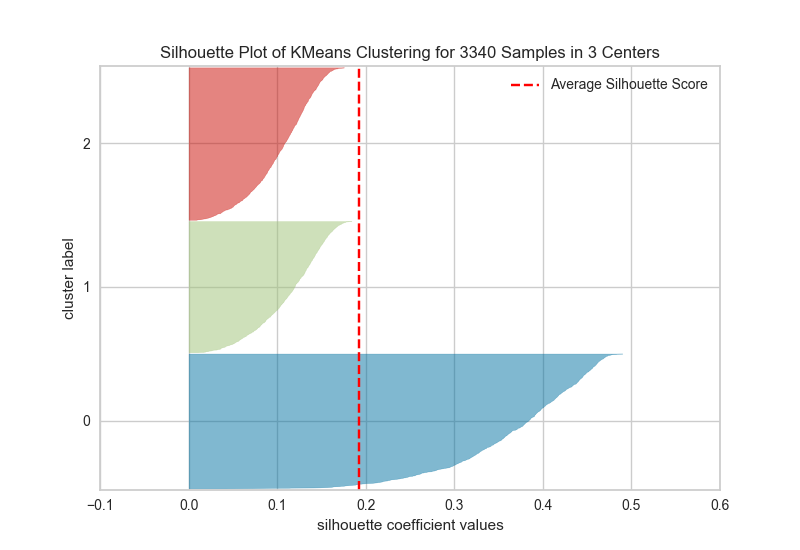 Silhouette Plot of KMeans Clustering for 3340 Samples in 3 Centers
Average Silhouette Score
2
1
0
cluster label
−0.1 0.0 0.1 0.2 0.3 0.4 0.5 0.6
silhouette coefficient values